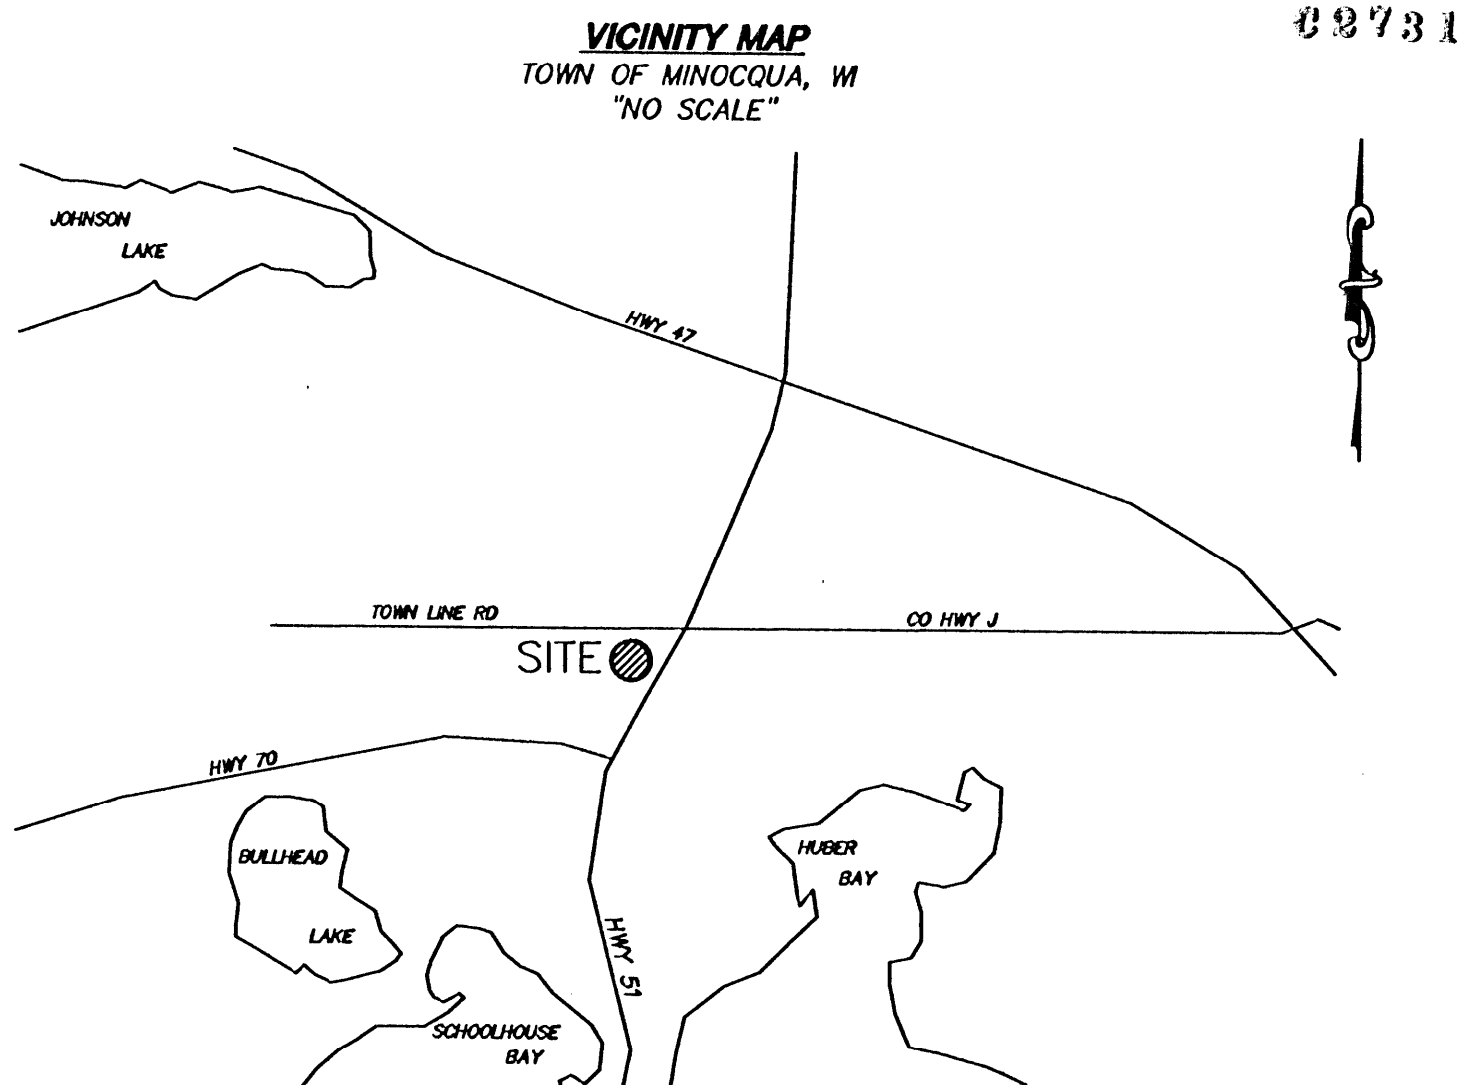 C2731
VICINITY MAP
TOWN OF MINOCQUA, WI
"NO SCALE"
JOHNSON
LAKE
HWY 47
TOWN LINE RD
CO HWY J
SITE
HWY 70
BULLHEAD
LAKE
HUBER
BAY
HWY 51
SCHOOLHOUSE
BAY